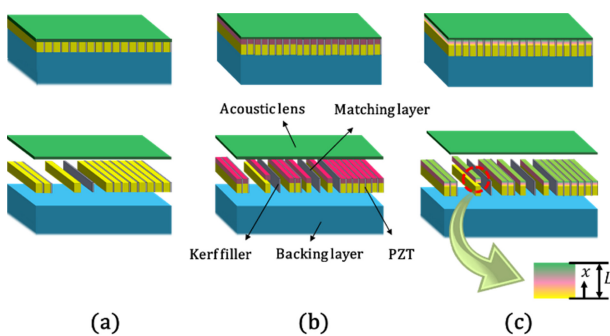 Acoustic lens
Matching layer
Kerf filler
Backing layer
PZT
x
L
(a)
(b)
(c)